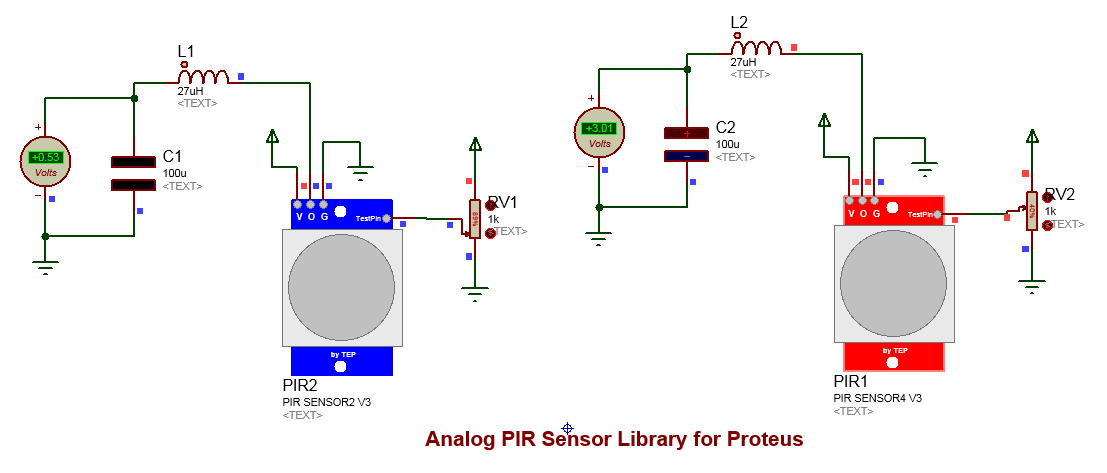 L1
27uH
<TEXT>
+
+0.53
Volts
C1
100u
<TEXT>
V O G
TestPin
RV1
89%
1k
<TEXT>
by TEP
PIR2
PIR SENSOR2 V3
<TEXT>
L2
27uH
<TEXT>
+
+3.01
Volts
C2
100u
<TEXT>
V O G
TestPin
RV2
40%
1k
<TEXT>
by TEP
PIR1
PIR SENSOR4 V3
<TEXT>
Analog PIR Sensor Library for Proteus